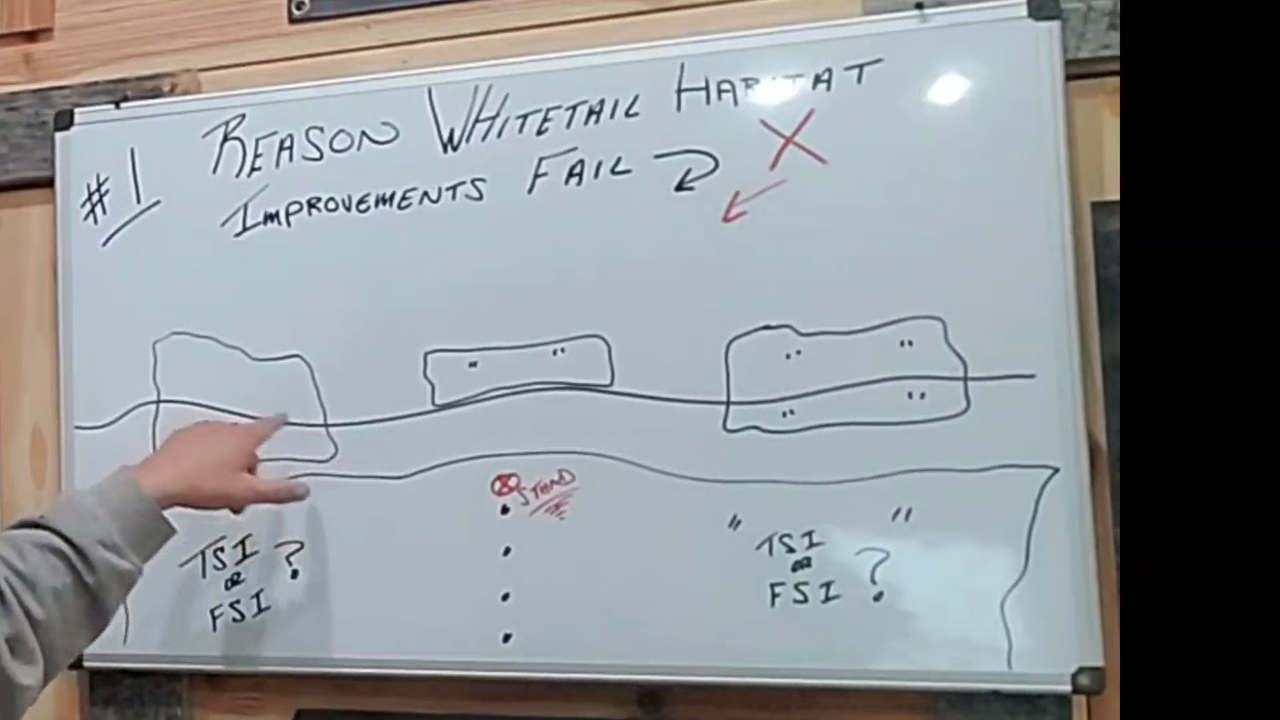 #1 REASON WHITETAIL HABITAT
IMPROVEMENTS FAIL
STAND
TSI
OR
FSI ?
" TSI "
OR
FSI ?